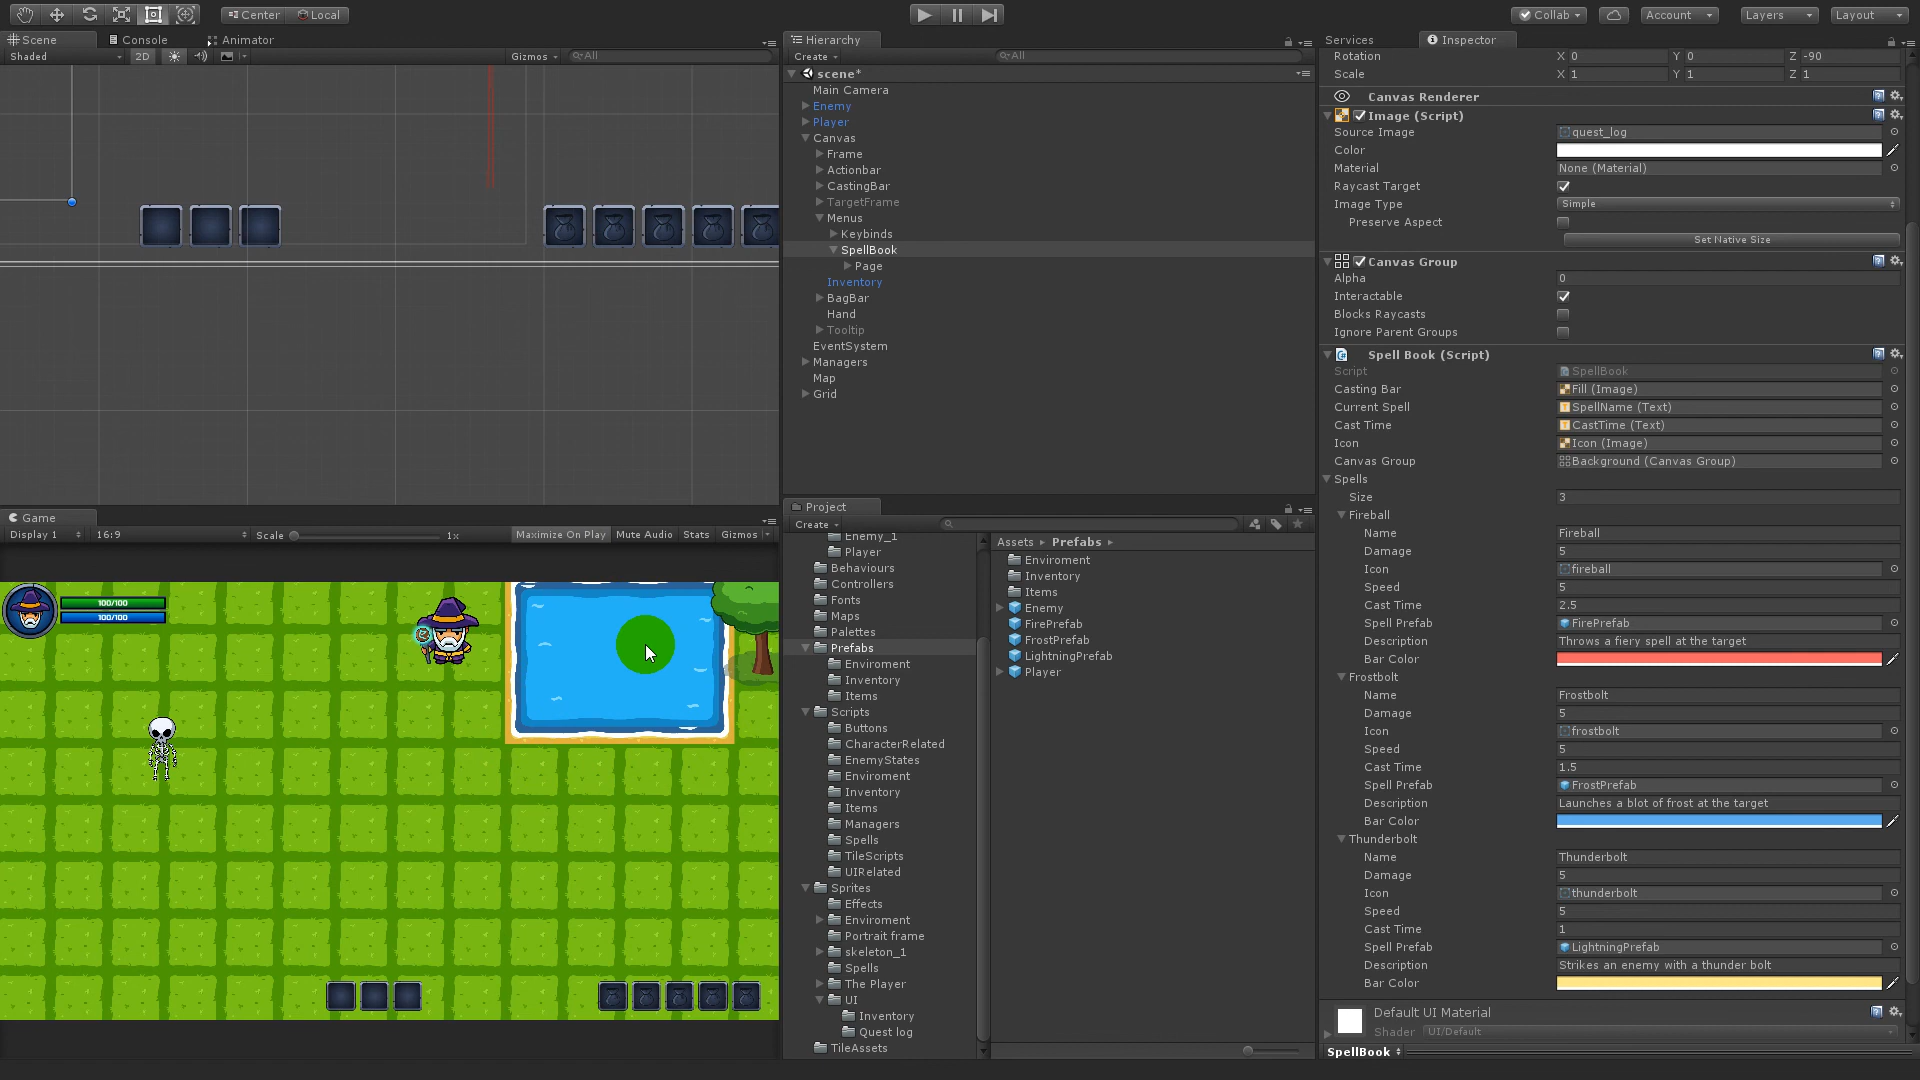 Center
Local
Collab
Account
Layers
Layout
Scene
Console
Animator
Shaded
2D
Gizmos
All
Hierarchy
Create
All
scene*
Main Camera
Enemy
Player
Canvas
Frame
Actionbar
CastingBar
TargetFrame
Menus
Keybinds
SpellBook
Page
Inventory
BagBar
Hand
Tooltip
EventSystem
Managers
Map
Grid
Services
Inspector
Rotation X 0 Y 0 Z -90
Scale X 1 Y 1 Z 1
Canvas Renderer
Image (Script)
Source Image quest_log
Color
Material None (Material)
Raycast Target
Image Type Simple
Preserve Aspect
Set Native Size
Canvas Group
Alpha 0
Interactable
Blocks Raycasts
Ignore Parent Groups
Spell Book (Script)
Script SpellBook
Casting Bar Fill (Image)
Current Spell SpellName (Text)
Cast Time CastTime (Text)
Icon Icon (Image)
Canvas Group Background (Canvas Group)
Spells
Size 3
Fireball
Name Fireball
Damage 5
Icon fireball
Speed 5
Cast Time 2.5
Spell Prefab FirePrefab
Description Throws a fiery spell at the target
Bar Color
Frostbolt
Name Frostbolt
Damage 5
Icon frostbolt
Speed 5
Cast Time 1.5
Spell Prefab FrostPrefab
Description Launches a blot of frost at the target
Bar Color
Thunderbolt
Name Thunderbolt
Damage 5
Icon thunderbolt
Speed 5
Cast Time 1
Spell Prefab LightningPrefab
Description Strikes an enemy with a thunder bolt
Bar Color
Default UI Material
Shader UI/Default
SpellBook
Game
Display 1 16:9 Scale 1x Maximize On Play Mute Audio Stats Gizmos
100/100
100/100
Project
Create
Enemy_1
Player
Behaviours
Controllers
Fonts
Maps
Palettes
Prefabs
Enviroment
Inventory
Items
Scripts
Buttons
CharacterRelated
EnemyStates
Enviroment
Inventory
Items
Managers
Spells
TileScripts
UIRelated
Sprites
Effects
Enviroment
Portrait frame
skeleton_1
Spells
The Player
UI
Inventory
Quest log
TileAssets
Assets Prefabs
Enviroment
Inventory
Items
Enemy
FirePrefab
FrostPrefab
LightningPrefab
Player